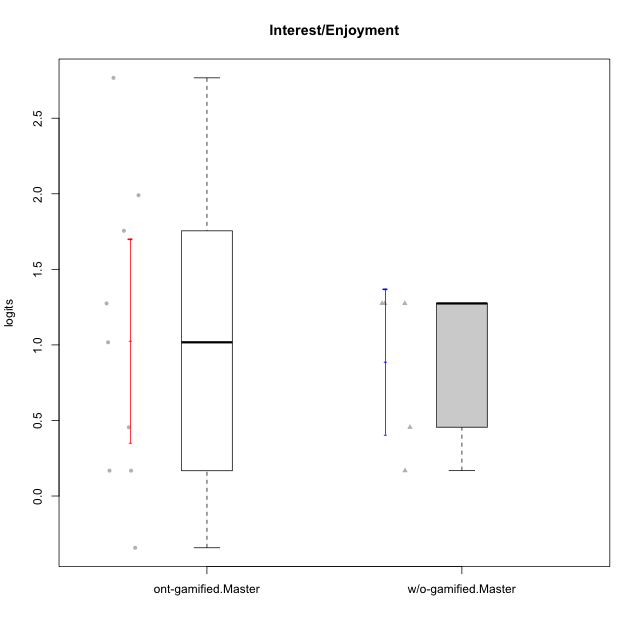 Interest/Enjoyment
logits
2.5
2.0
1.5
1.0
0.5
0.0
ont-gamified.Master
w/o-gamified.Master